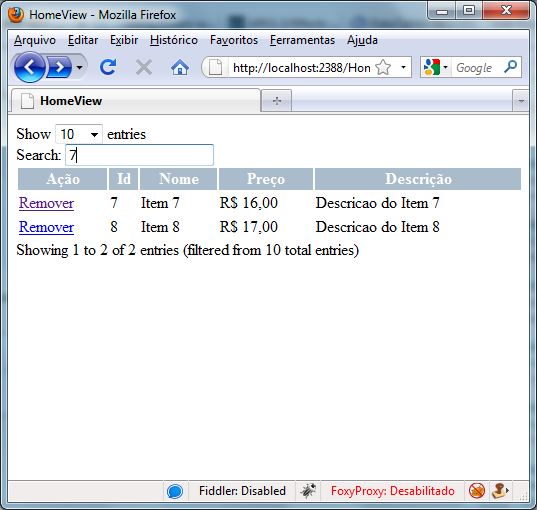 HomeView - Mozilla Firefox
Arquivo Editar Exibir Histórico Favoritos Ferramentas Ajuda
http://localhost:2388/Hon Google
HomeView
Show 10 entries
Search: 7
Ação Id Nome Preço Descrição
Remover 7 Item 7 R$ 16,00 Descricao do Item 7
Remover 8 Item 8 R$ 17,00 Descricao do Item 8
Showing 1 to 2 of 2 entries (filtered from 10 total entries)
Fiddler: Disabled FoxyProxy: Desabilitado